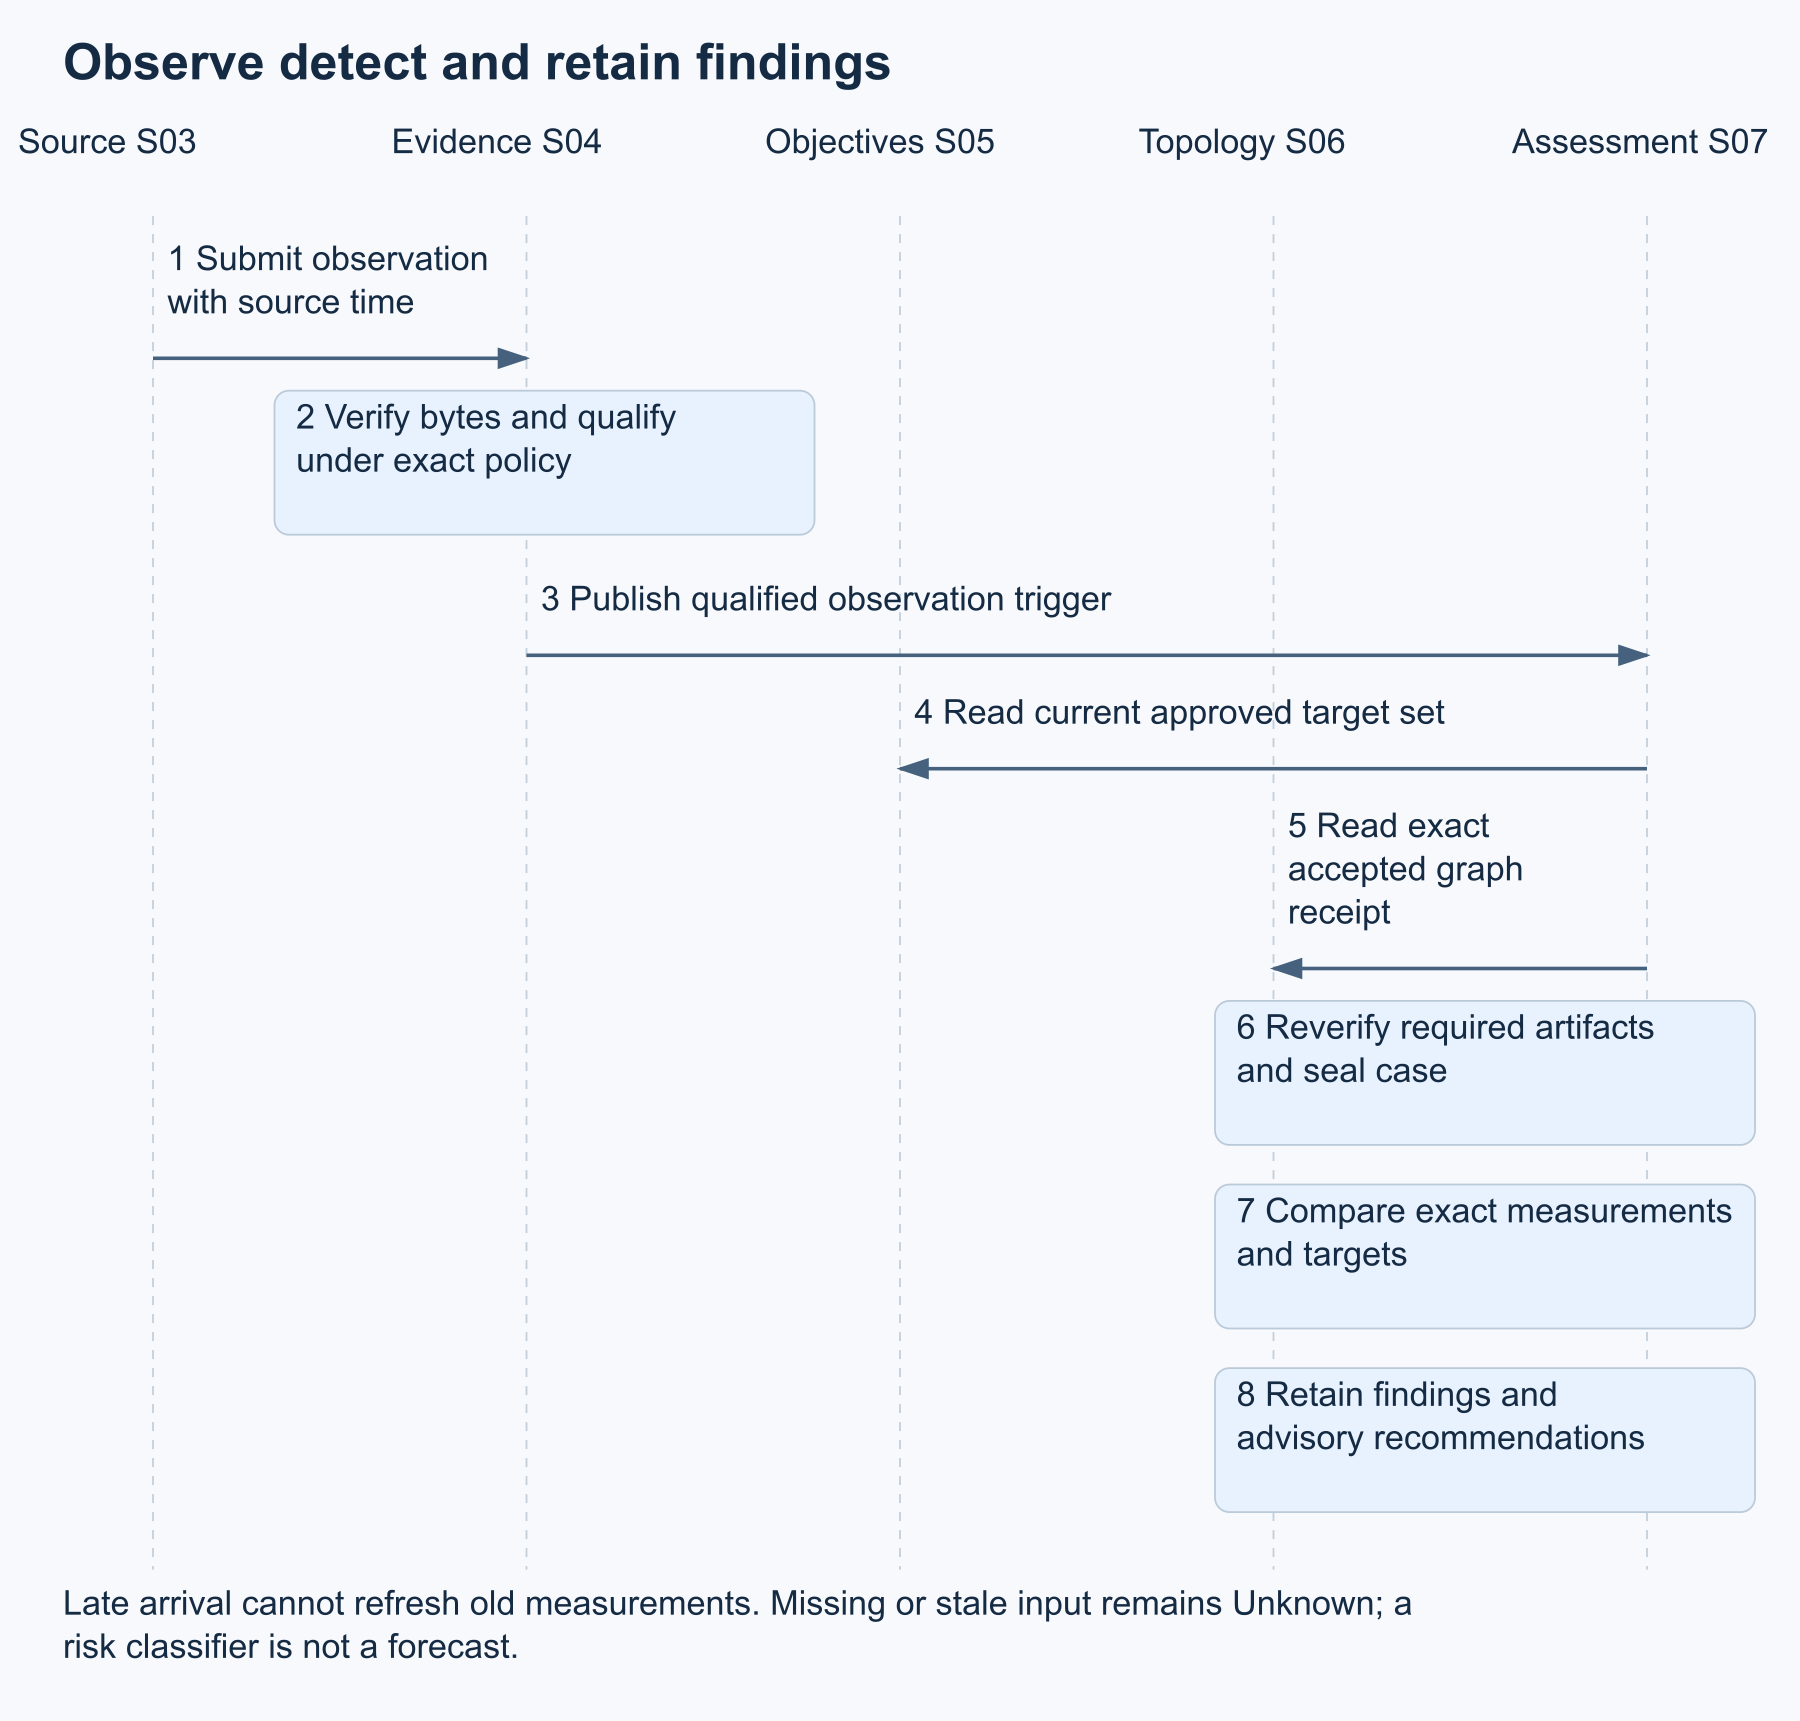 Observe detect and retain findings
Source S03
Evidence S04
Objectives S05
Topology S06
Assessment S07
1 Submit observation
with source time
2 Verify bytes and qualify
under exact policy
3 Publish qualified observation trigger
4 Read current approved target set
5 Read exact
accepted graph
receipt
6 Reverify required artifacts
and seal case
7 Compare exact measurements
and targets
8 Retain findings and
advisory recommendations
Late arrival cannot refresh old measurements. Missing or stale input remains Unknown; a
risk classifier is not a forecast.